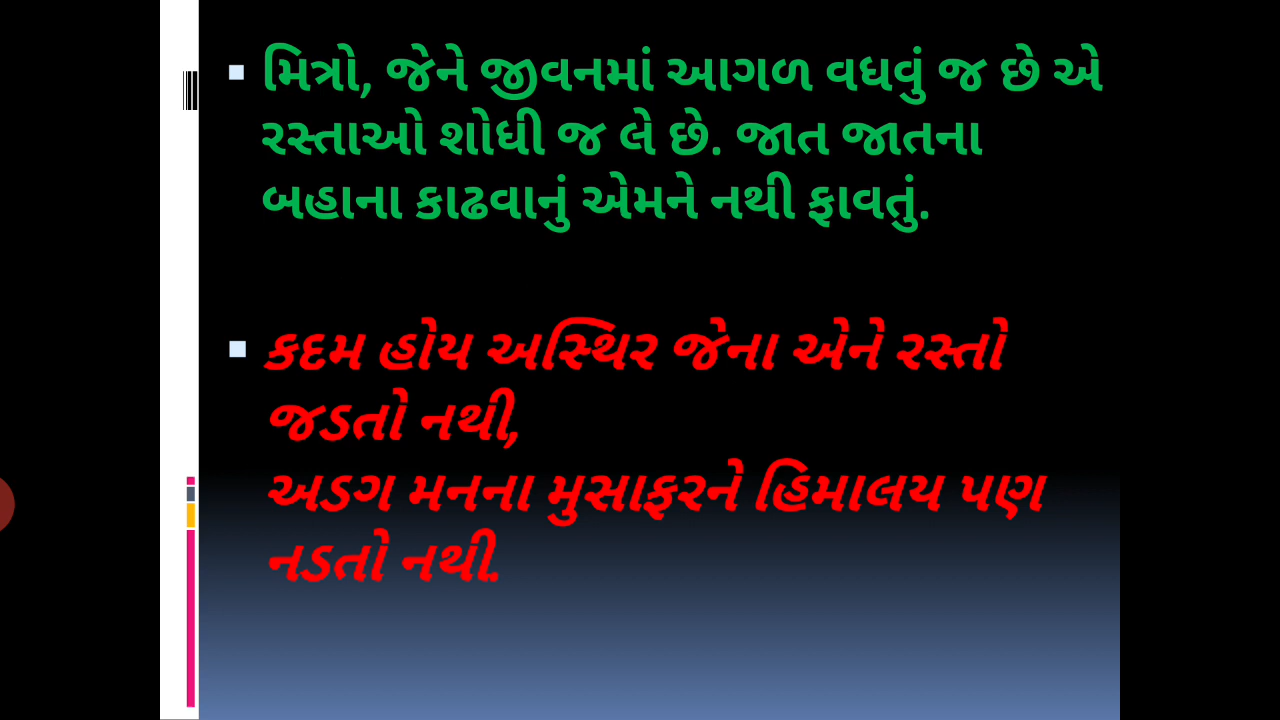 મિત્રો, જેને જીવનમાં આગળ વધવું જ છે એ
રસ્તાઓ શોધી જ લે છે. જાત જાતના
બહાના કાઢવાનું એમને નથી ફાવતું.
કદમ હોય અસ્થિર જેના એને રસ્તો
જડતો નથી,
અડગ મનના મુસાફરને હિમાલય પણ
નડતો નથી.